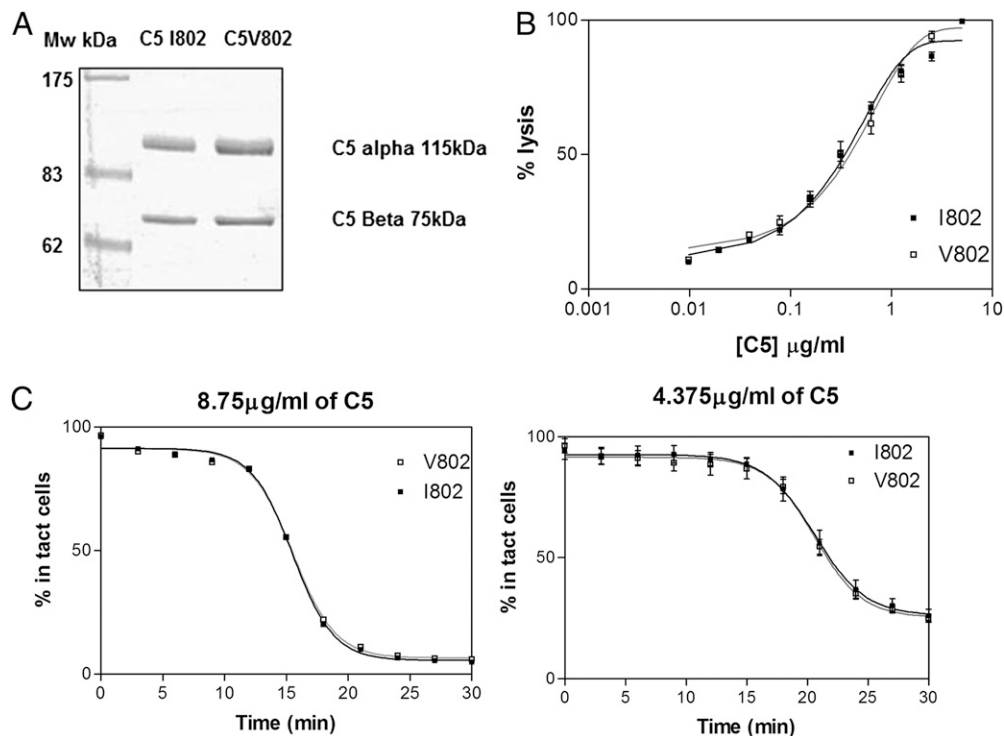 A
Mw kDa C5 I802 C5V802
175
83
62
C5 alpha 115kDa
C5 Beta 75kDa
B
% lysis
100
50
0
0.001 0.01 0.1 1 10
[C5] μg/ml
I802
V802
C
8.75μg/ml of C5
% in tact cells
100
50
0
0 5 10 15 20 25 30
Time (min)
V802
I802
4.375μg/ml of C5
% in tact cells
100
50
0
0 5 10 15 20 25 30
Time (min)
I802
V802